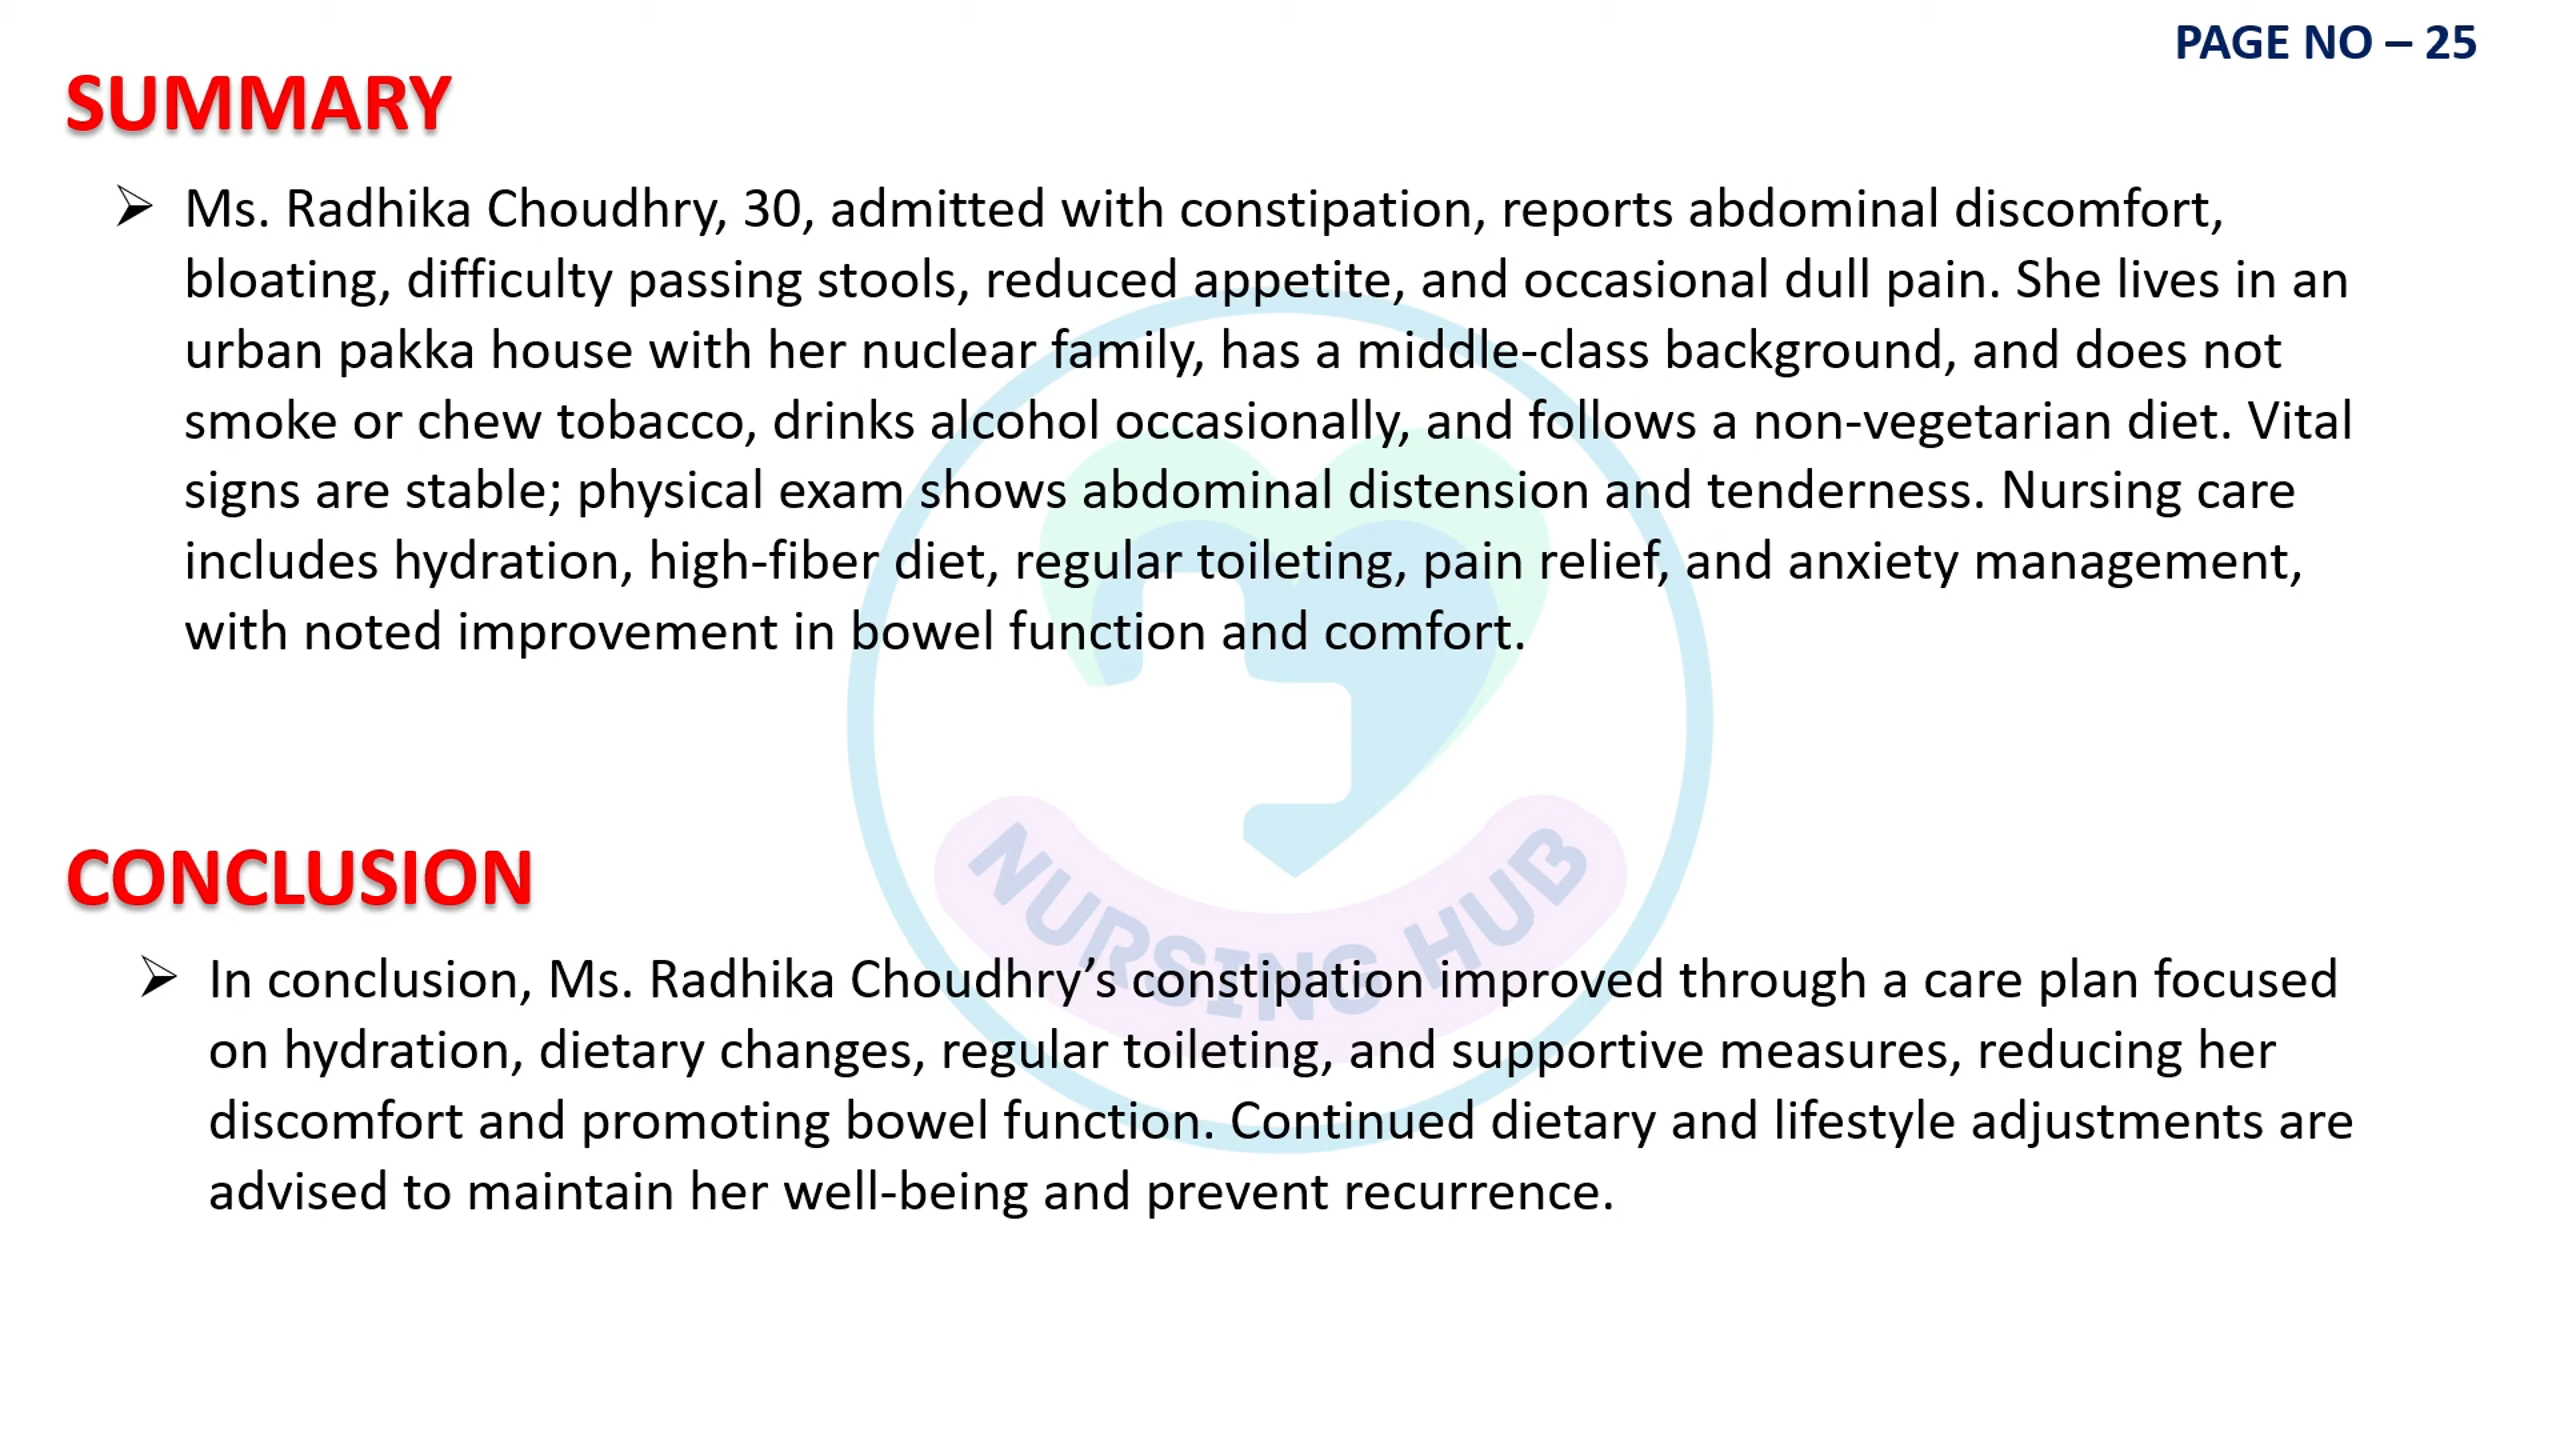 PAGE NO – 25
SUMMARY
➢ Ms. Radhika Choudhry, 30, admitted with constipation, reports abdominal discomfort,
bloating, difficulty passing stools, reduced appetite, and occasional dull pain. She lives in an
urban pakka house with her nuclear family, has a middle-class background, and does not
smoke or chew tobacco, drinks alcohol occasionally, and follows a non-vegetarian diet. Vital
signs are stable; physical exam shows abdominal distension and tenderness. Nursing care
includes hydration, high-fiber diet, regular toileting, pain relief, and anxiety management,
with noted improvement in bowel function and comfort.
CONCLUSION
➢ In conclusion, Ms. Radhika Choudhry’s constipation improved through a care plan focused
on hydration, dietary changes, regular toileting, and supportive measures, reducing her
discomfort and promoting bowel function. Continued dietary and lifestyle adjustments are
advised to maintain her well-being and prevent recurrence.
NURSING HUB